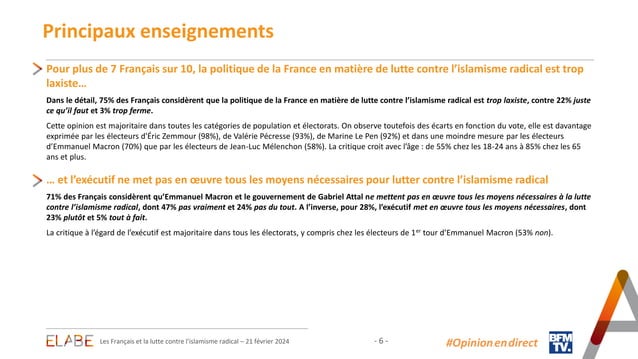 Principaux enseignements
Pour plus de 7 Français sur 10, la politique de la France en matière de lutte contre l'islamisme radical est trop
laxiste…
Dans le détail, 75% des Français considèrent que la politique de la France en matière de lutte contre l'islamisme radical est trop laxiste, contre 22% juste
ce qu'il faut et 3% trop ferme.
Cette opinion est majoritaire dans toutes les catégories de population et électorats. On observe toutefois des écarts en fonction du vote, elle est davantage
exprimée par les électeurs d'Éric Zemmour (98%), de Valérie Pécresse (93%), de Marine Le Pen (92%) et dans une moindre mesure par les électeurs
d'Emmanuel Macron (70%) que par les électeurs de Jean-Luc Mélenchon (58%). La critique croit avec l'âge : de 55% chez les 18-24 ans à 85% chez les 65
ans et plus.
… et l'exécutif ne met pas en œuvre tous les moyens nécessaires pour lutter contre l'islamisme radical
71% des Français considèrent qu'Emmanuel Macron et le gouvernement de Gabriel Attal ne mettent pas en œuvre tous les moyens nécessaires à la lutte
contre l'islamisme radical, dont 47% pas vraiment et 24% pas du tout. A l'inverse, pour 28%, l'exécutif met en œuvre tous les moyens nécessaires, dont
23% plutôt et 5% tout à fait.
La critique à l'égard de l'exécutif est majoritaire dans tous les électorats, y compris chez les électeurs de 1er tour d'Emmanuel Macron (53% non).
ELABE
Les Français et la lutte contre l'islamisme radical – 21 février 2024
- 6 -
#Opinionendirect
BFM
TV.